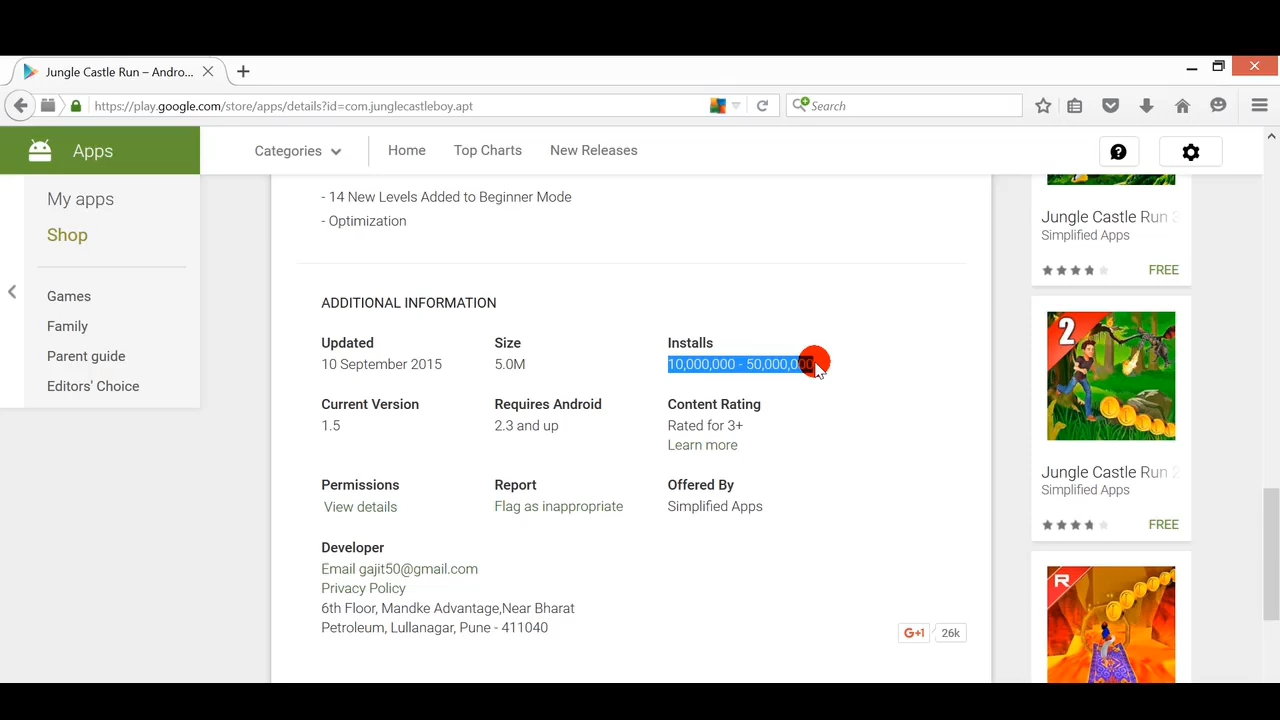 Jungle Castle Run – Andro...
https://play.google.com/store/apps/details?id=com.junglecastleboy.apt
Search
Apps
Categories
Home
Top Charts
New Releases
My apps
Shop
Games
Family
Parent guide
Editors' Choice
- 14 New Levels Added to Beginner Mode
- Optimization
ADDITIONAL INFORMATION
Updated
10 September 2015
Size
5.0M
Installs
10,000,000 - 50,000,000
Current Version
1.5
Requires Android
2.3 and up
Content Rating
Rated for 3+
Learn more
Permissions
View details
Report
Flag as inappropriate
Offered By
Simplified Apps
Developer
Email gajit50@gmail.com
Privacy Policy
6th Floor, Mandke Advantage,Near Bharat
Petroleum, Lullanagar, Pune - 411040
G+1
26k
Jungle Castle Run 3
Simplified Apps
FREE
2
Jungle Castle Run 2
Simplified Apps
FREE
R